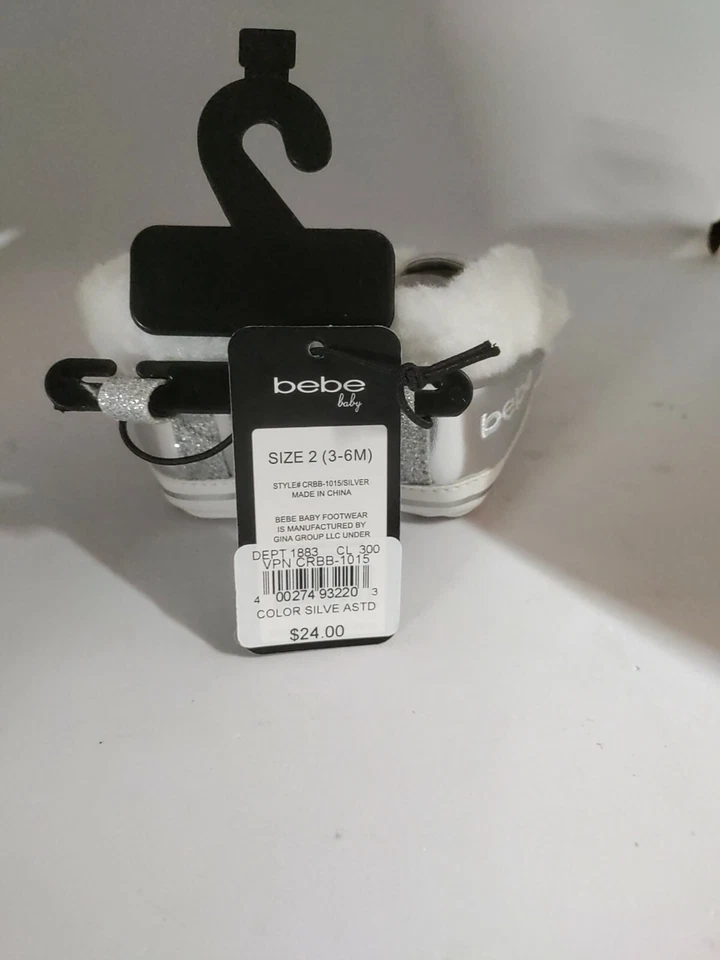 bebe
baby
SIZE 2 (3-6M)
STYLE# CRBB-1015/SILVER
MADE IN CHINA
BEBE BABY FOOTWEAR
IS MANUFACTURED BY
GINA GROUP LLC UNDER
DEPT 1883 CL 300
VPN CRBB-1015
4 00274 93220 3
COLOR SILVE ASTD
$24.00
bebe